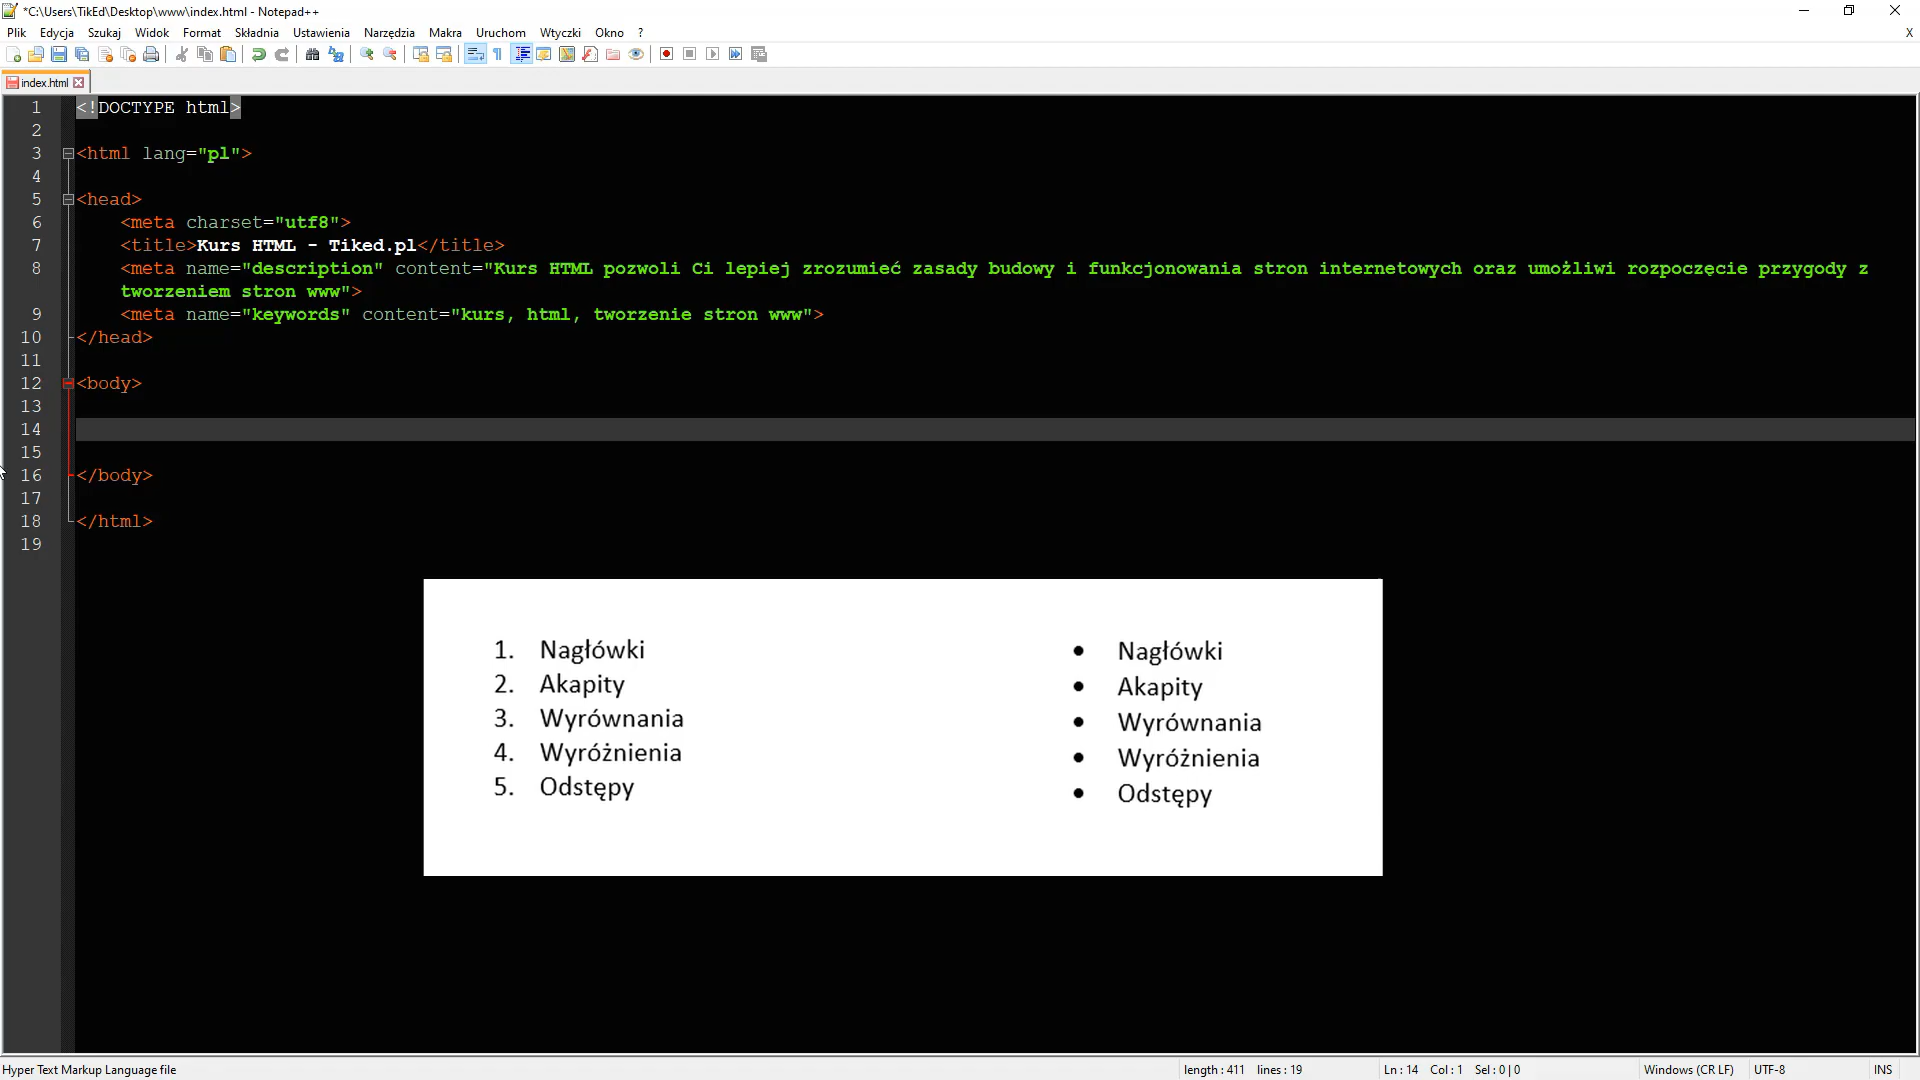 *C:\Users\TikEd\Desktop\www\index.html - Notepad++
Plik Edycja Szukaj Widok Format Składnia Ustawienia Narzędzia Makra Uruchom Wtyczki Okno ? X
index.html
1 <!DOCTYPE html>
2
3 <html lang="pl">
4
5 <head>
6 <meta charset="utf8">
7 <title>Kurs HTML - Tiked.pl</title>
8 <meta name="description" content="Kurs HTML pozwoli Ci lepiej zrozumieć zasady budowy i funkcjonowania stron internetowych oraz umożliwi rozpoczęcie przygody z
tworzeniem stron www">
9 <meta name="keywords" content="kurs, html, tworzenie stron www">
10 </head>
11
12 <body>
13
14
15
16 </body>
17
18 </html>
19
1. Nagłówki
2. Akapity
3. Wyrównania
4. Wyróżnienia
5. Odstępy
• Nagłówki
• Akapity
• Wyrównania
• Wyróżnienia
• Odstępy
Hyper Text Markup Language file length : 411 lines : 19 Ln : 14 Col : 1 Sel : 0 | 0 Windows (CR LF) UTF-8 INS